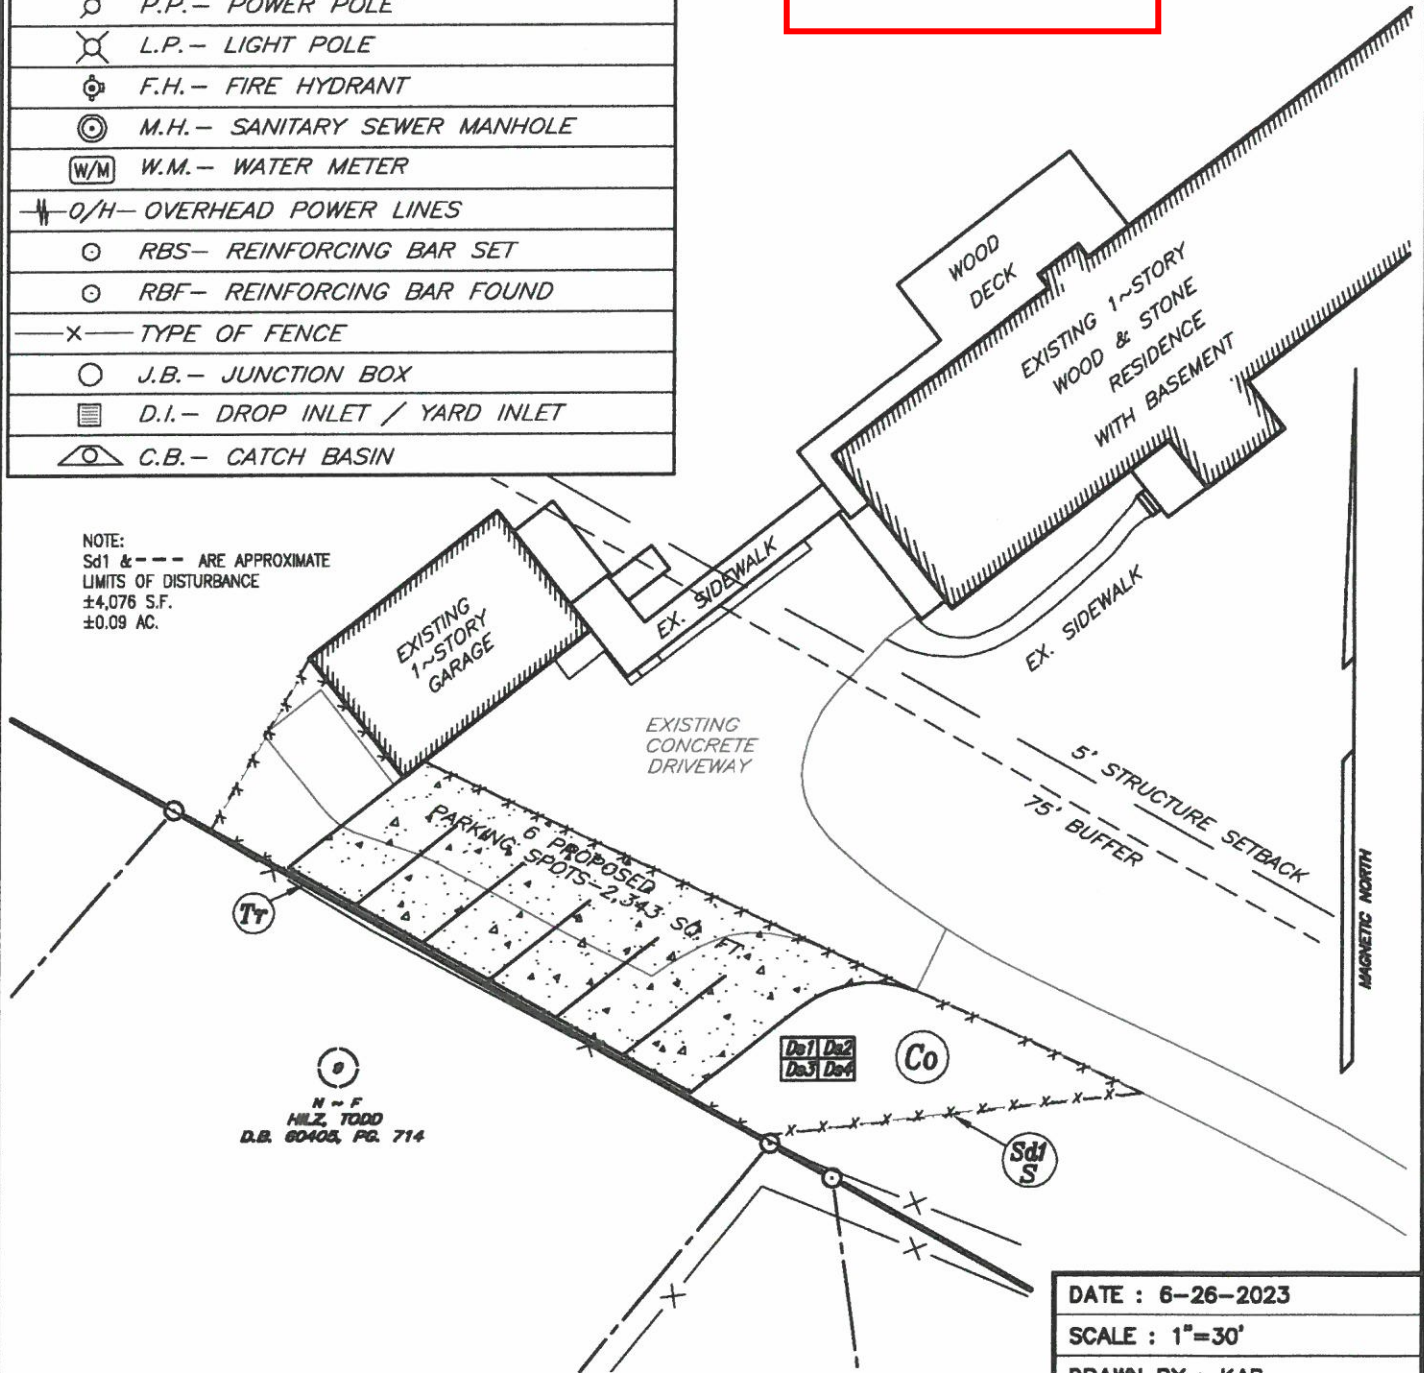 P.P.– POWER POLE
L.P.– LIGHT POLE
F.H.– FIRE HYDRANT
M.H.– SANITARY SEWER MANHOLE
W/M W.M.– WATER METER
O/H– OVERHEAD POWER LINES
RBS– REINFORCING BAR SET
RBF– REINFORCING BAR FOUND
X TYPE OF FENCE
J.B.– JUNCTION BOX
D.I.– DROP INLET / YARD INLET
C.B.– CATCH BASIN
WOOD
DECK
EXISTING 1~STORY
WOOD & STONE
RESIDENCE
WITH BASEMENT
NOTE:
Sd1 &---- ARE APPROXIMATE
LIMITS OF DISTURBANCE
±4,076 S.F.
±0.09 AC.
EXISTING
1~STORY
GARAGE
EX. SIDEWALK
EX. SIDEWALK
EXISTING
CONCRETE
DRIVEWAY
5' STRUCTURE SETBACK
75' BUFFER
MAGNETIC NORTH
6 PROPOSED
PARKING SPOTS-2,343 SQ. FT.
Tr
Ds1 Ds2
Ds3 Ds4
Co
N ~ F
HILZ, TODD
D.B. 60405, PG. 714
Sd1
S
DATE : 6-26-2023
SCALE : 1"=30'
DRAWN BY : KAB